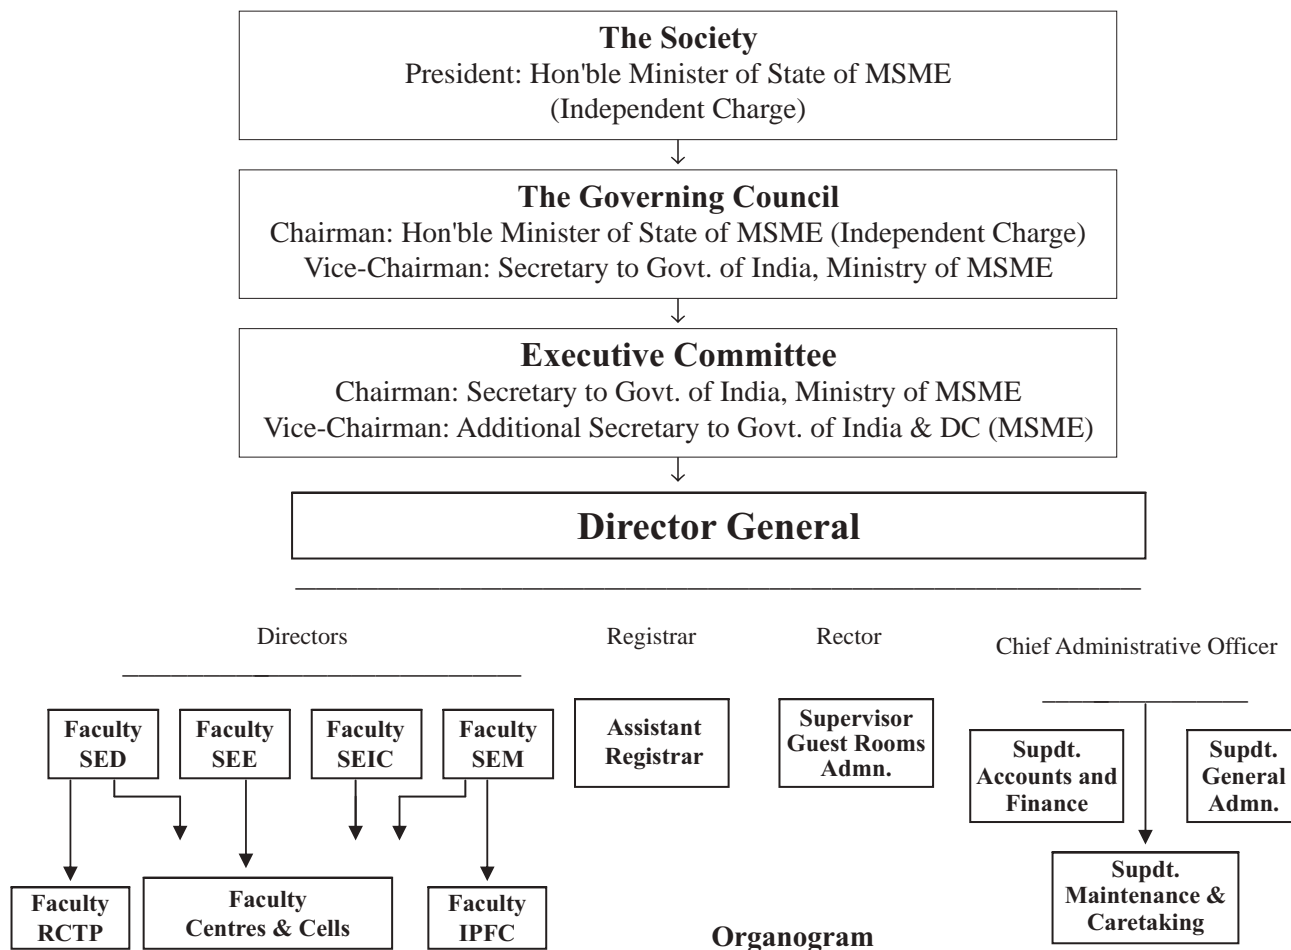 The Society
President: Hon'ble Minister of State of MSME
(Independent Charge)
The Governing Council
Chairman: Hon'ble Minister of State of MSME (Independent Charge)
Vice-Chairman: Secretary to Govt. of India, Ministry of MSME
Executive Committee
Chairman: Secretary to Govt. of India, Ministry of MSME
Vice-Chairman: Additional Secretary to Govt. of India & DC (MSME)
Director General
Directors
Registrar
Rector
Chief Administrative Officer
Faculty
SED
Faculty
SEE
Faculty
SEIC
Faculty
SEM
Assistant
Registrar
Supervisor
Guest Rooms
Admn.
Supdt.
Accounts and
Finance
Supdt.
General
Admn.
Faculty
RCTP
Faculty
Centres & Cells
Faculty
IPFC
Supdt.
Maintenance &
Caretaking
Organogram